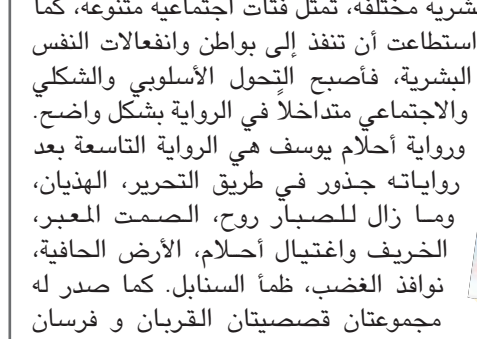 بشرية مختلفة، تمثل فئات اجتماعية متنوعة، كما
استطاعت أن تنفذ إلى بواطن وانفعالات النفس
البشرية، فأصبح التحول الأسلوبي والشكلي
والاجتماعي متداخلاً في الرواية بشكل واضح.
ورواية أحلام يوسف هي الرواية التاسعة بعد
رواياته جذور في طريق التحرير، الهذيان،
وما زال للصبار روح، الصمت المعبر،
الخريف واغتيال أحلام، الأرض الحافية،
نوافذ الغضب، ظمأ السنابل. كما صدر له
مجموعتان قصصيتان القربان و فرسان